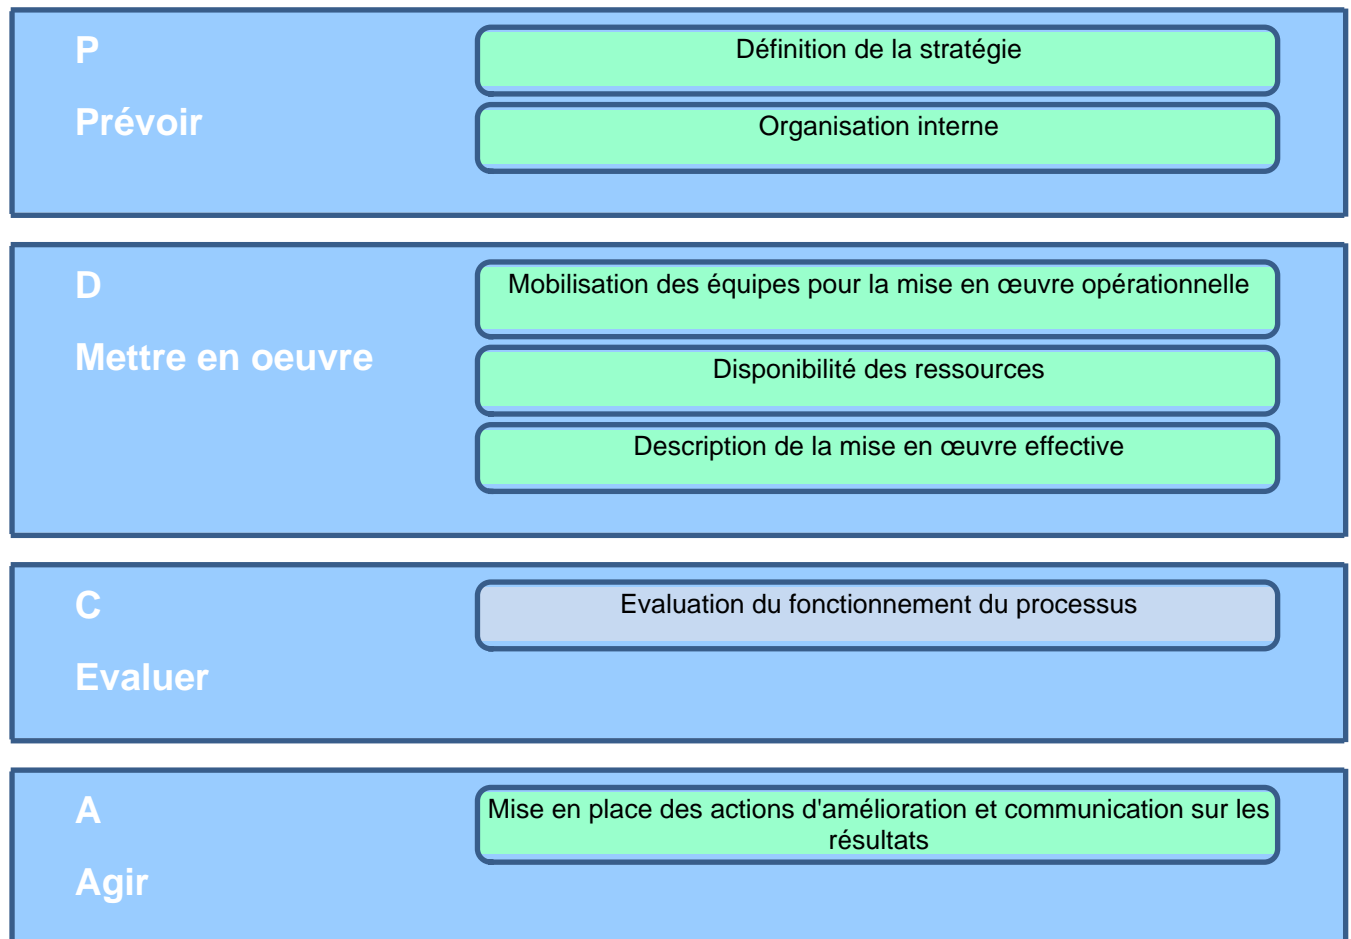 P
Prévoir
Définition de la stratégie
Organisation interne
D
Mettre en oeuvre
Mobilisation des équipes pour la mise en œuvre opérationnelle
Disponibilité des ressources
Description de la mise en œuvre effective
C
Evaluer
Evaluation du fonctionnement du processus
A
Agir
Mise en place des actions d'amélioration et communication sur les
résultats